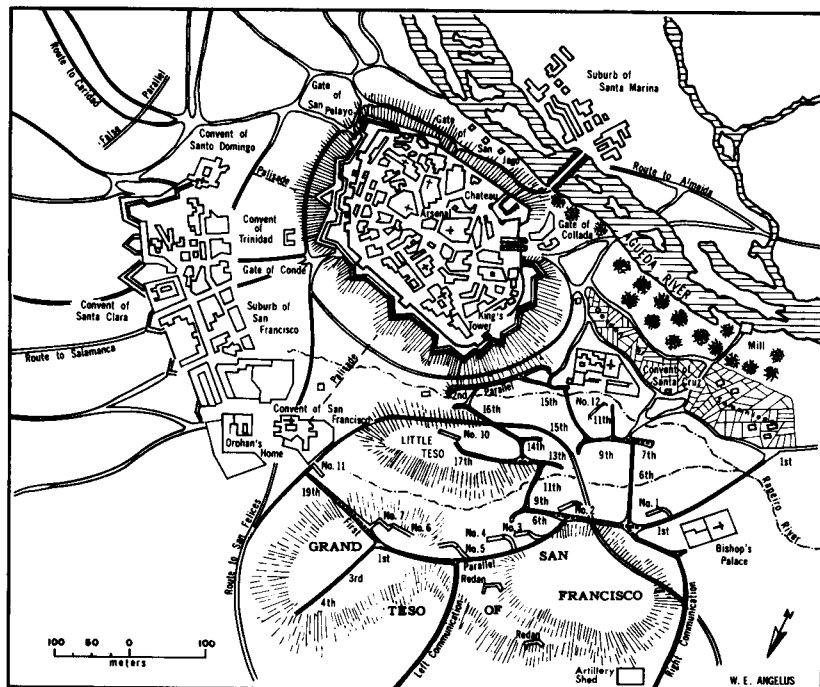 Route to Caridad
False Parallel
Convent of
Santo Domingo
Palisade
Gate
of
San
Pelayo
Gate
of
San
Jago
Suburb of
Santa Marina
Route to Almeida
Chateau
Arsenal
Gate of
Collada
AGUEDA RIVER
Convent
of
Trinidad
Gate of Conde
Convent of
Santa Clara
Suburb of
San
Francisco
Route to Salamanca
King's
Tower
Mill
Convent of
Santa Cruz
Palisade
2nd Parallel
16th
15th
No. 12
11th
15th
Convent of San
Francisco
Orphan's
Home
No. 10
LITTLE
TESO
14th
13th
17th
9th
7th
6th
1st
No. 11
19th
11th
9th
6th
No. 2
No. 1
1st
Rageiro River
First
No. 7
No. 6
No. 4
No. 3
No. 5
Bishop's
Palace
Route to San Felices
GRAND
SAN
1st
Parallel
3rd
4th
Redan
TESO
OF
FRANCISCO
Redan
Left Communication
Right Communication
100 50 0 100
meters
Artillery
Shed
N
W. E. ANGELUS